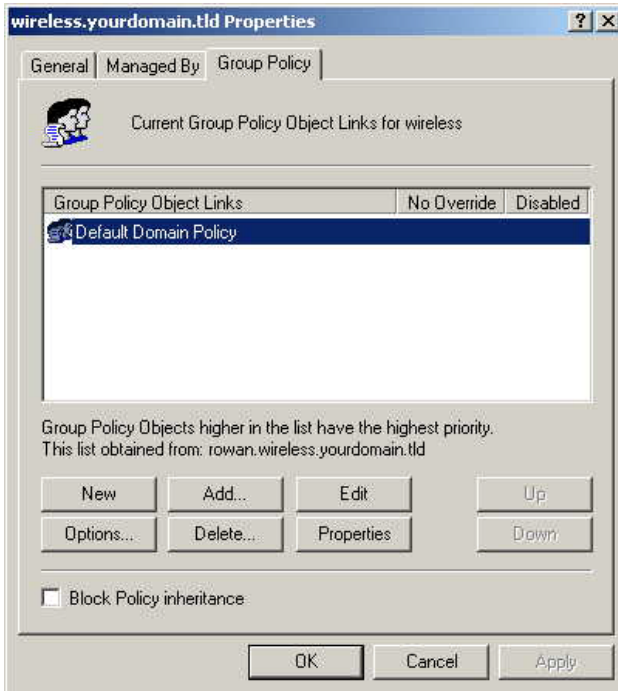 wireless.yourdomain.tld Properties
General Managed By Group Policy
Current Group Policy Object Links for wireless
Group Policy Object Links No Override Disabled
Default Domain Policy
Group Policy Objects higher in the list have the highest priority.
This list obtained from: rowan.wireless.yourdomain.tld
New Add... Edit Up
Options... Delete... Properties Down
Block Policy inheritance
OK Cancel Apply